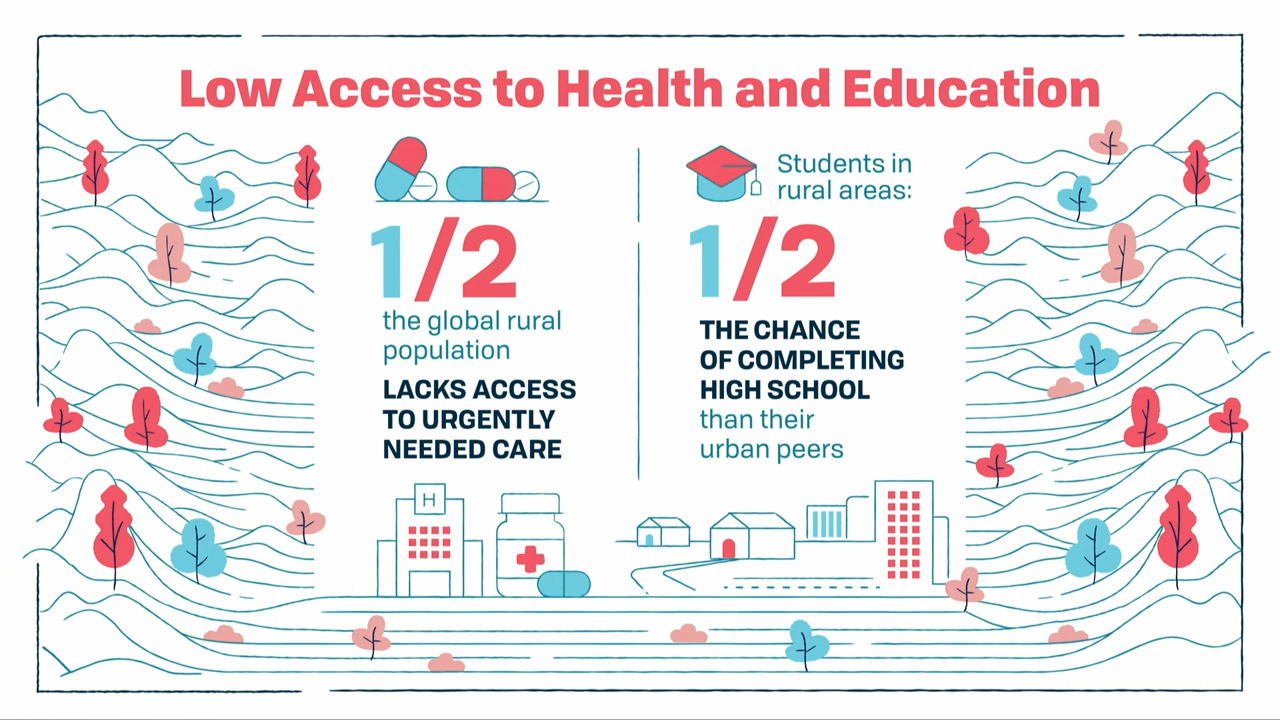 Low Access to Health and Education
1/2
the global rural
population
LACKS ACCESS
TO URGENTLY
NEEDED CARE
H
Students in
rural areas:
1/2
THE CHANCE
OF COMPLETING
HIGH SCHOOL
than their
urban peers